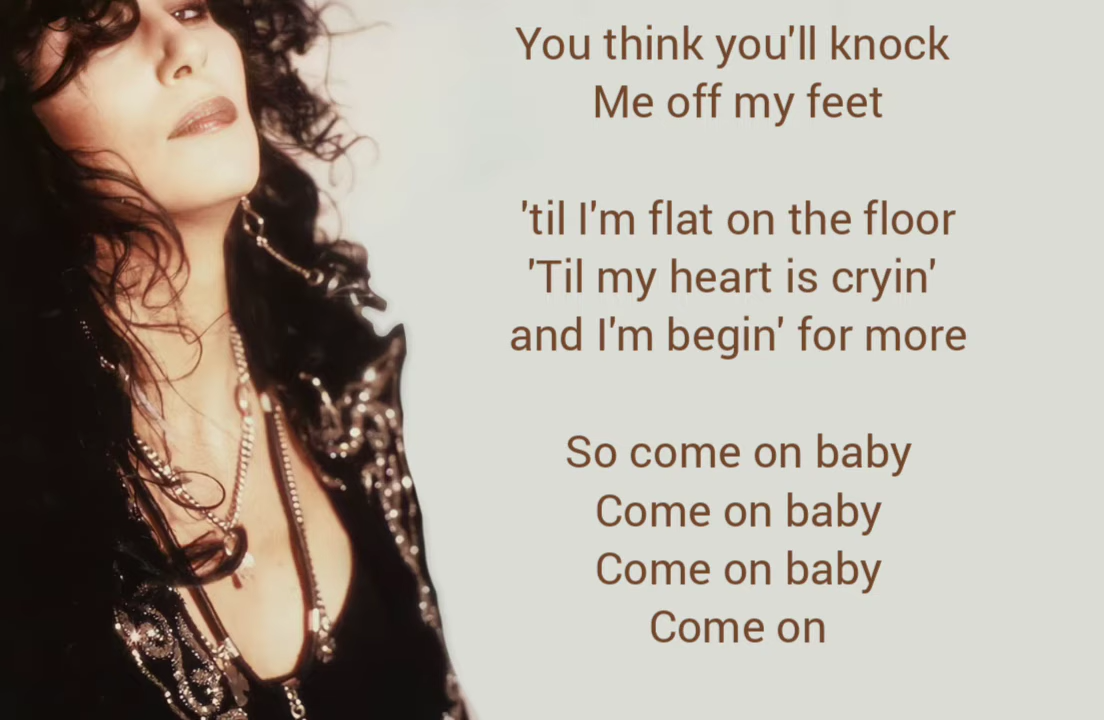 You think you'll knock
Me off my feet
'til I'm flat on the floor
'Til my heart is cryin'
and I'm begin' for more
So come on baby
Come on baby
Come on baby
Come on